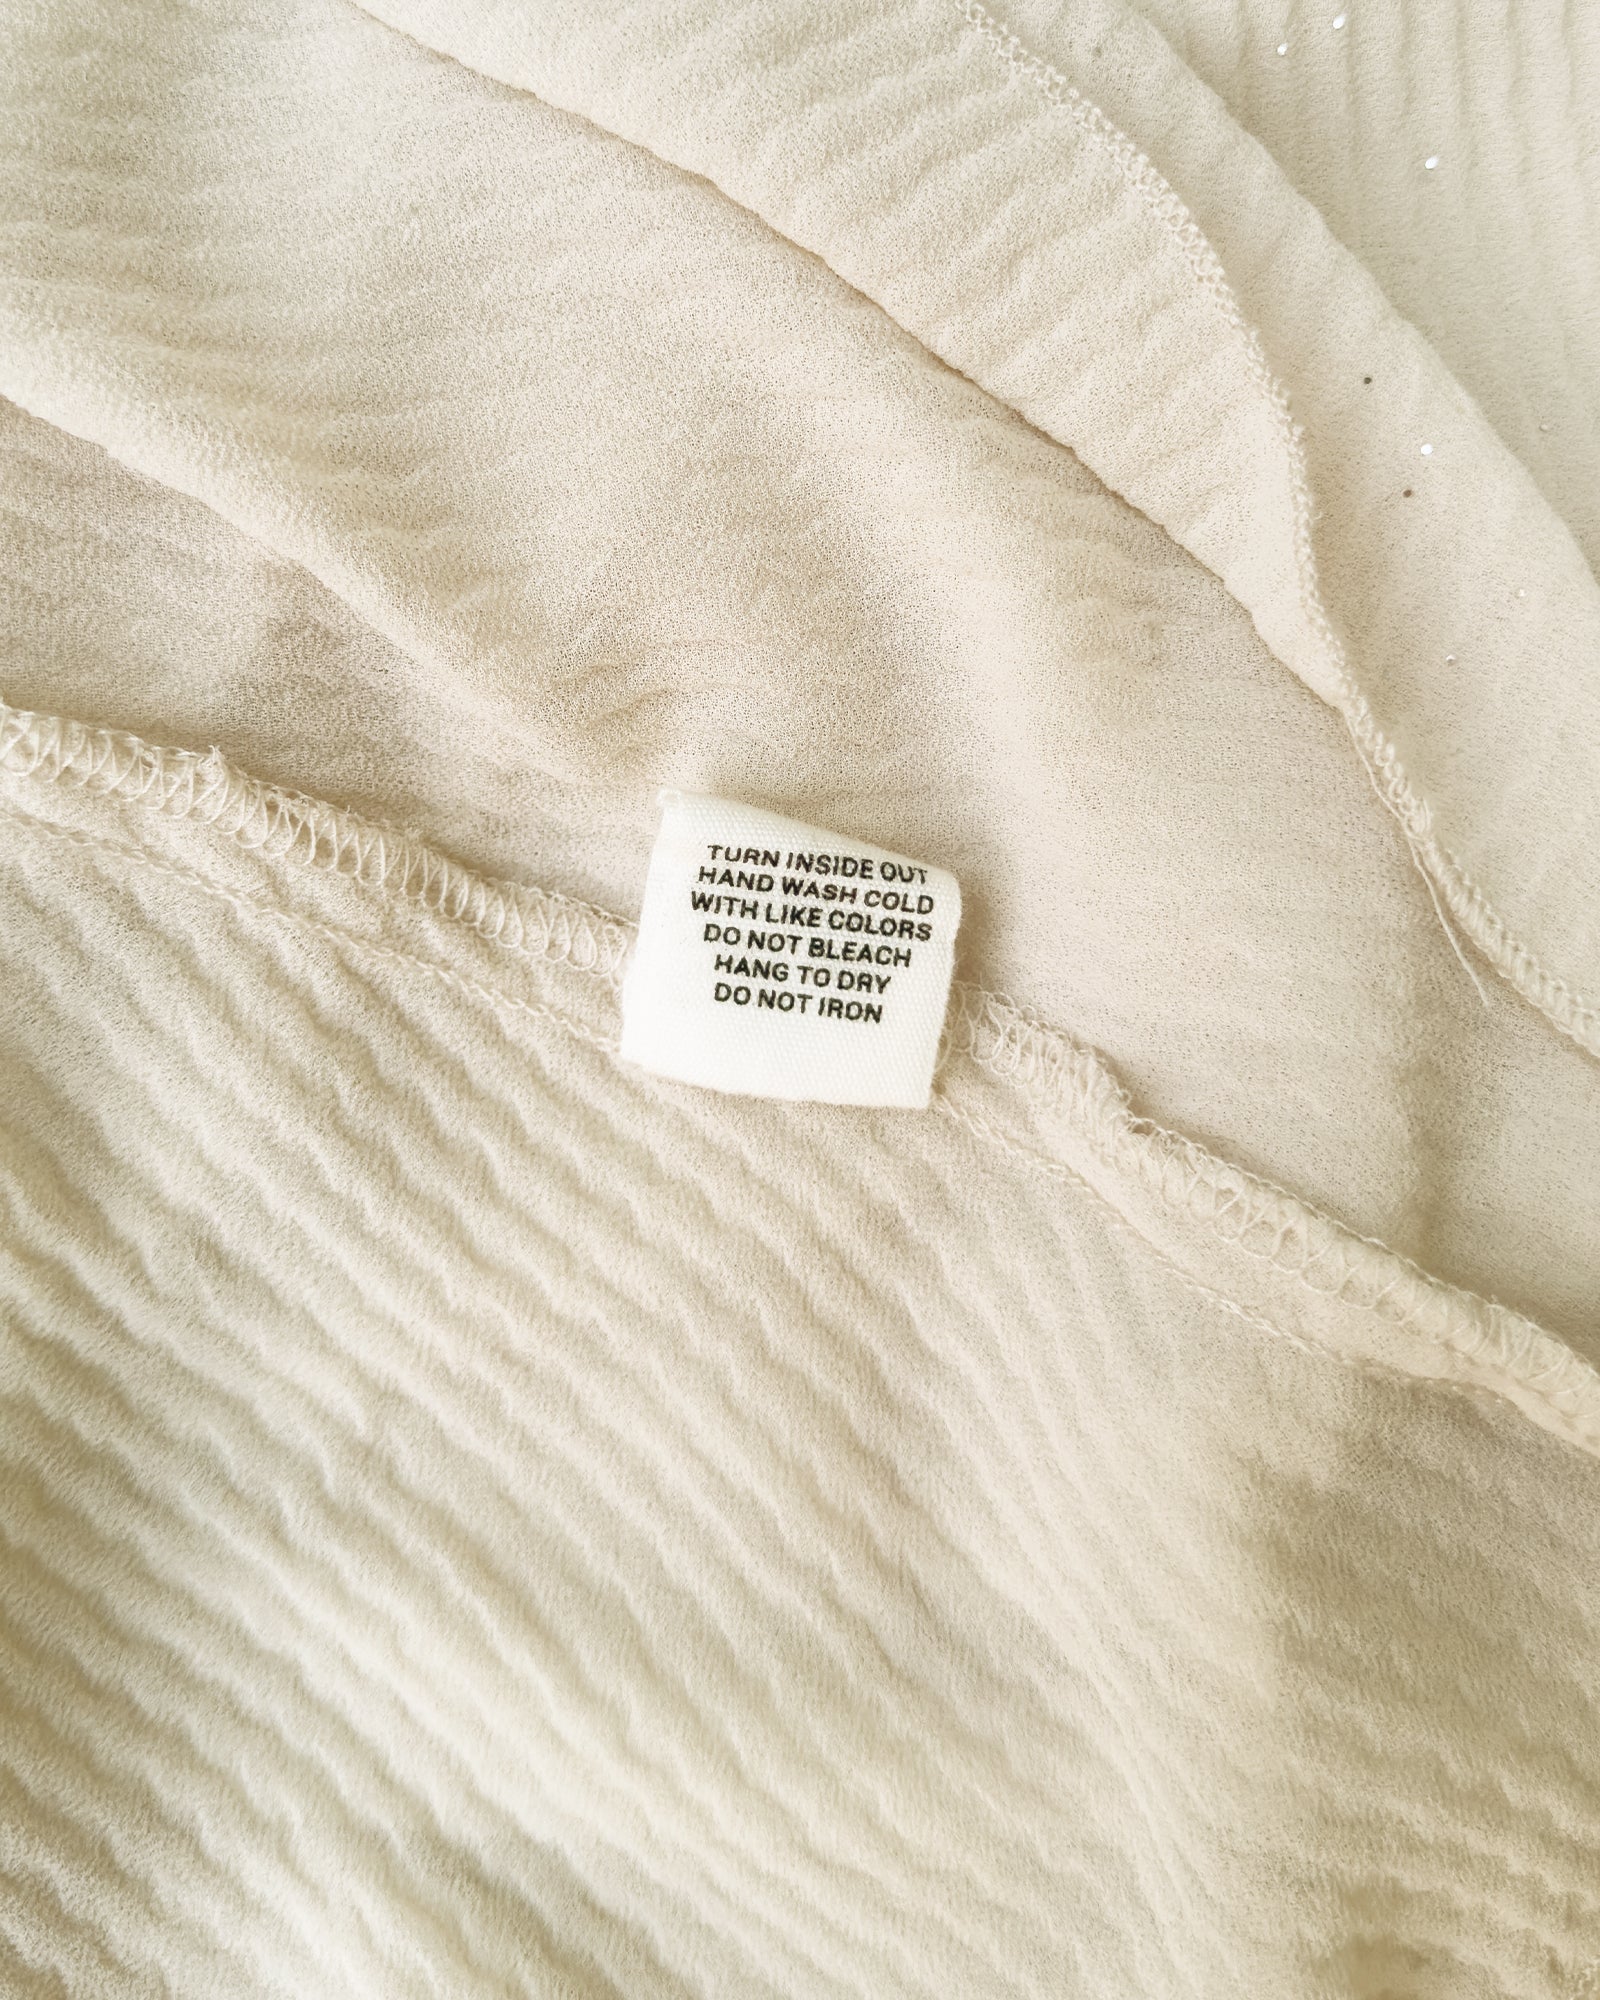 TURN INSIDE OUT
HAND WASH COLD
WITH LIKE COLORS
DO NOT BLEACH
HANG TO DRY
DO NOT IRON